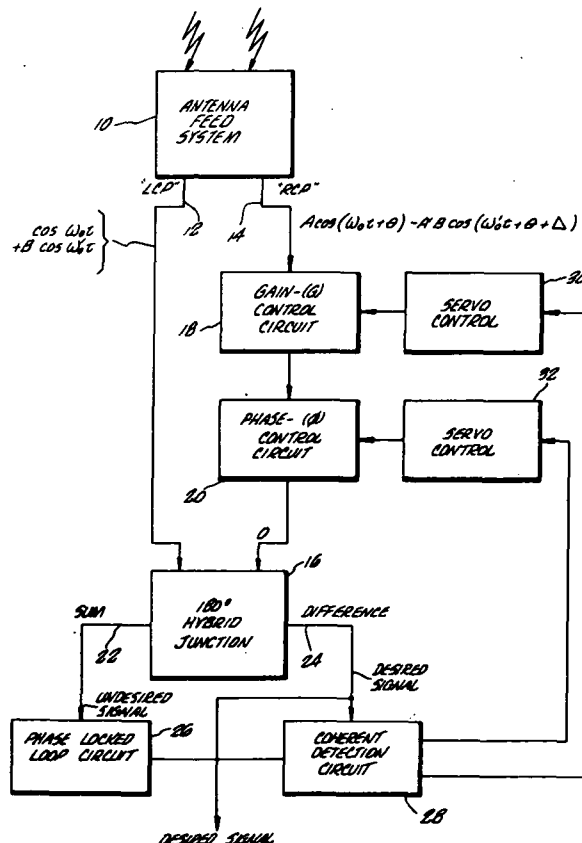 10
ANTENNA
FEED
SYSTEM
"LCP"
"RCP"
12
14
cos ω₀t
+B cos ω₀'t
A cos (ω₀t+θ) - A'B cos (ω₀'t + θ + Δ)
18
GAIN-(G)
CONTROL
CIRCUIT
SERVO
CONTROL
30
20
PHASE- (Ø)
CONTROL
CIRCUIT
SERVO
CONTROL
32
0
16
180°
HYBRID
JUNCTION
SUM
22
DIFFERENCE
24
DESIRED
SIGNAL
UNDESIRED
SIGNAL
26
PHASE LOCKED
LOOP CIRCUIT
COHERENT
DETECTION
CIRCUIT
28
DESIRED SIGNAL